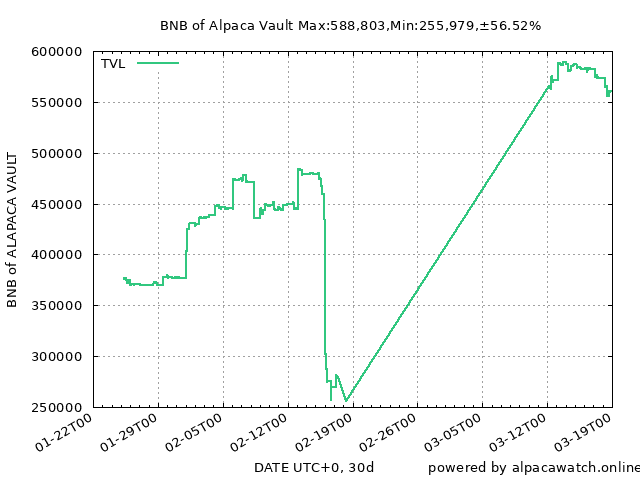 BNB of Alpaca Vault Max:588,803,Min:255,979,±56.52%
600000
TVL
550000
500000
450000
400000
350000
300000
250000
BNB of ALAPACA VAULT
01-22T00
01-29T00
02-05T00
02-12T00
02-19T00
02-26T00
03-05T00
03-12T00
03-19T00
DATE UTC+0, 30d
powered by alpacawatch.online